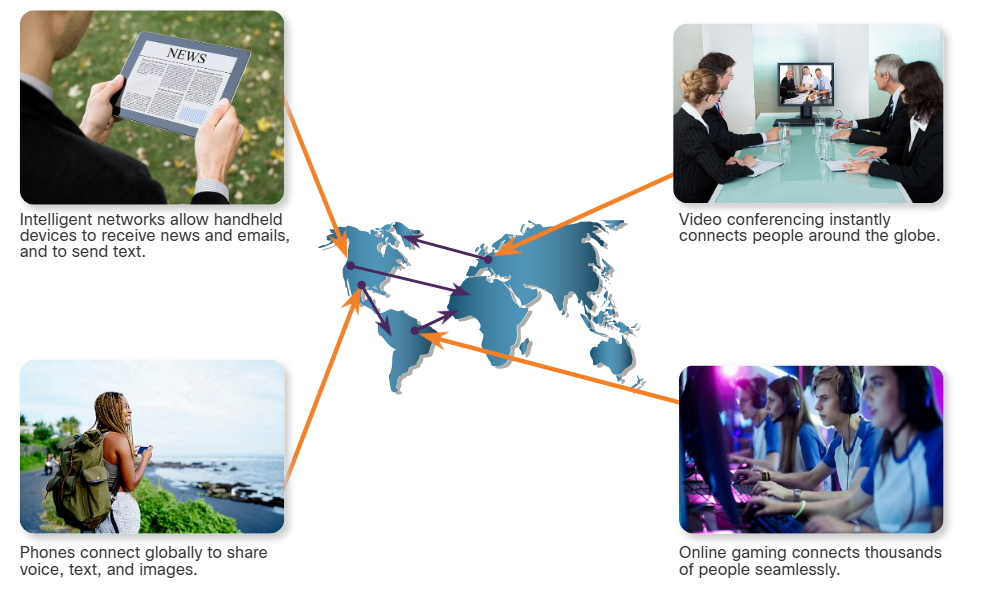 NEWS
Intelligent networks allow handheld
devices to receive news and emails,
and to send text.
Video conferencing instantly
connects people around the globe.
Phones connect globally to share
voice, text, and images.
Online gaming connects thousands
of people seamlessly.